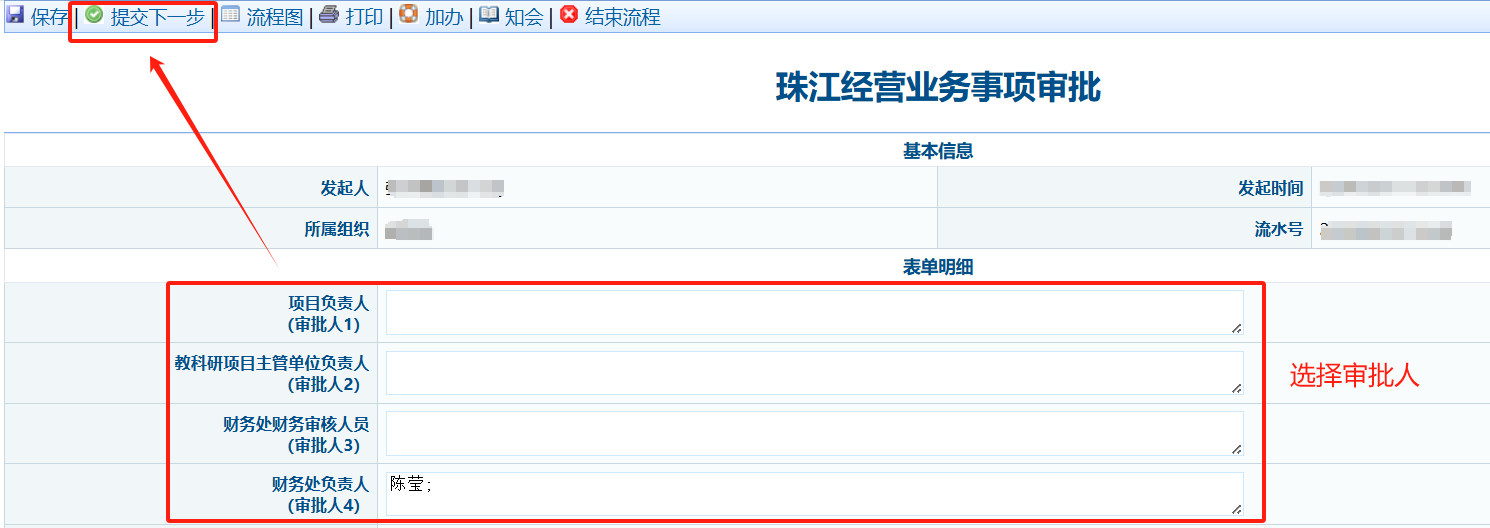 保存 | 提交下一步 | 流程图 | 打印 | 加办 | 知会 | 结束流程
珠江经营业务事项审批
基本信息
发起人
发起时间
所属组织
流水号
表单明细
项目负责人
(审批人1)
教科研项目主管单位负责人
(审批人2)
选择审批人
财务处财务审核人员
(审批人3)
财务处负责人
(审批人4)
陈莹;